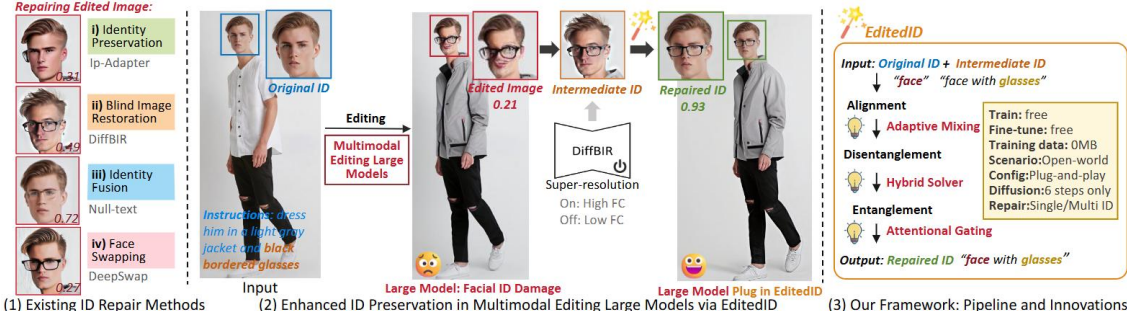 Repairing Edited Image:
0.31
i) Identity
Preservation
Ip-Adapter
0.49
ii) Blind Image
Restoration
DiffBIR
0.72
iii) Identity
Fusion
Null-text
0.27
iv) Face
Swapping
DeepSwap
(1) Existing ID Repair Methods
Original ID
Instructions: dress
him in a light gray
jacket and black
bordered glasses
Input
Editing
Multimodal
Editing Large
Models
Edited Image
0.21
Large Model: Facial ID Damage
Intermediate ID
DiffBIR
Super-resolution
On: High FC
Off: Low FC
Repaired ID
0.93
Large Model Plug in EditedID
(2) Enhanced ID Preservation in Multimodal Editing Large Models via EditedID
EditedID
Input: Original ID + Intermediate ID
“face” “face with glasses”
Alignment
Adaptive Mixing
Disentanglement
Hybrid Solver
Entanglement
Attentional Gating
Output: Repaired ID “face with glasses”
Train: free
Fine-tune: free
Training data: 0MB
Scenario:Open-world
Config:Plug-and-play
Diffusion:6 steps only
Repair:Single/Multi ID
(3) Our Framework: Pipeline and Innovations